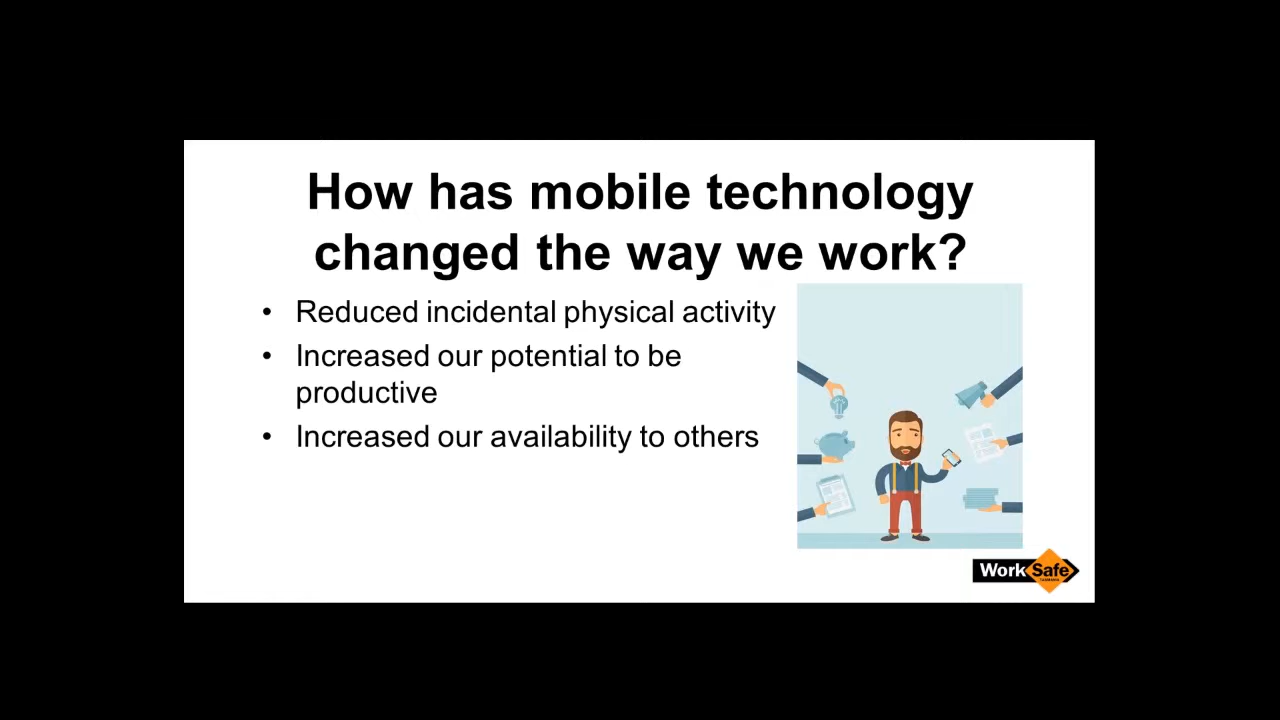 How has mobile technology
changed the way we work?
• Reduced incidental physical activity
• Increased our potential to be
productive
• Increased our availability to others
WorkSafe
TASMANIA